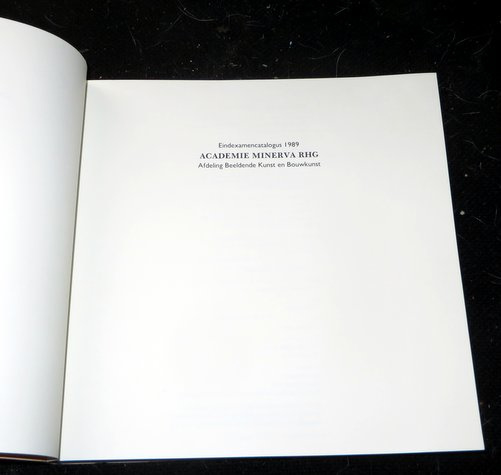 Eindexamencatalogus 1989
ACADEMIE MINERVA RHG
Afdeling Beeldende Kunst en Bouwkunst